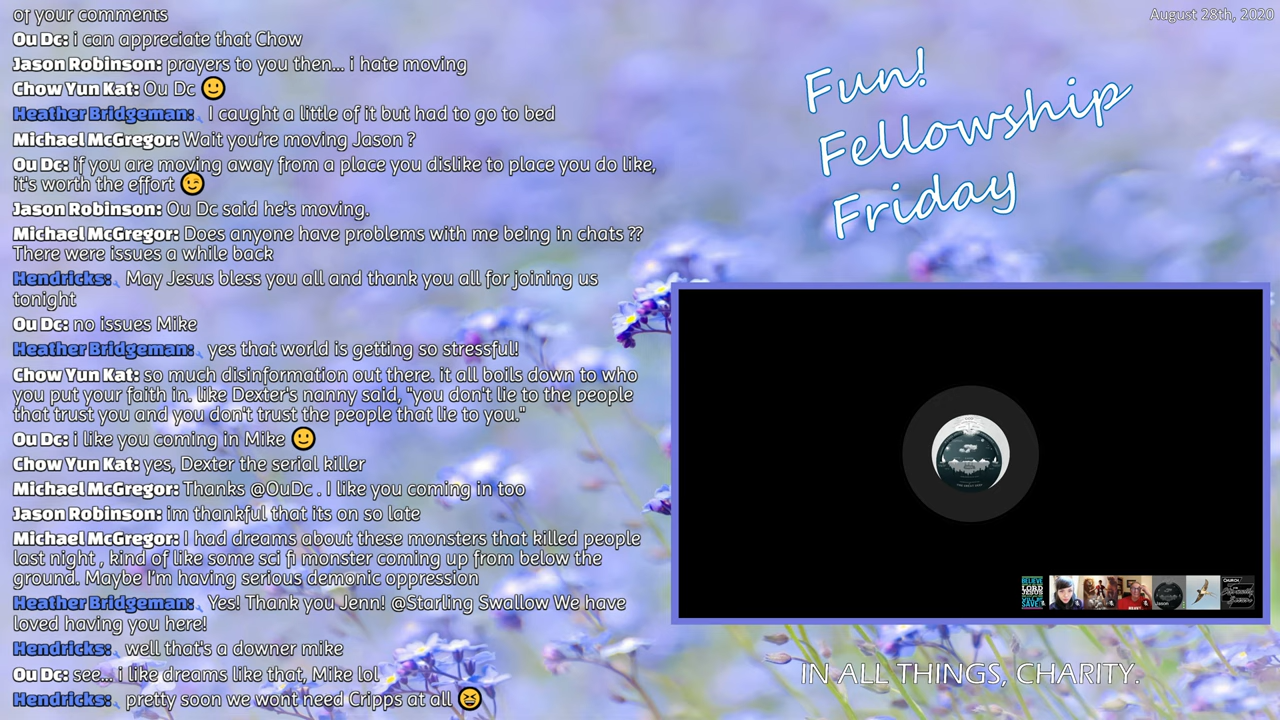 of your comments
Ou Dc: i can appreciate that Chow
Jason Robinson: prayers to you then... i hate moving
Chow Yun Kat: Ou Dc 🙂
Heather Bridgeman: I caught a little of it but had to go to bed
Michael McGregor: Wait you're moving Jason ?
Ou Dc: if you are moving away from a place you dislike to place you do like,
it's worth the effort 😉
Jason Robinson: Ou Dc said he's moving.
Michael McGregor: Does anyone have problems with me being in chats ??
There were issues a while back
Hendricks: May Jesus bless you all and thank you all for joining us
tonight
Ou Dc: no issues Mike
Heather Bridgeman: yes that world is getting so stressful!
Chow Yun Kat: so much disinformation out there. it all boils down to who
you put your faith in. like Dexter's nanny said, "you don't lie to the people
that trust you and you don't trust the people that lie to you."
Ou Dc: i like you coming in Mike 🙂
Chow Yun Kat: yes, Dexter the serial killer
Michael McGregor: Thanks @OuDc . I like you coming in too
Jason Robinson: im thankful that its on so late
Michael McGregor: I had dreams about these monsters that killed people
last night , kind of like some sci fi monster coming up from below the
ground. Maybe I'm having serious demonic oppression
Heather Bridgeman: Yes! Thank you Jenn! @Starling Swallow We have
loved having you here!
Hendricks: well that's a downer mike
Ou Dc: see... i like dreams like that, Mike lol
Hendricks: pretty soon we wont need Cripps at all 😆
August 28th, 2020
Fun!
Fellowship
Friday
BELIEVE
LORD
JESUS
SAVE
Jason
CHURCH
IN ALL THINGS, CHARITY.